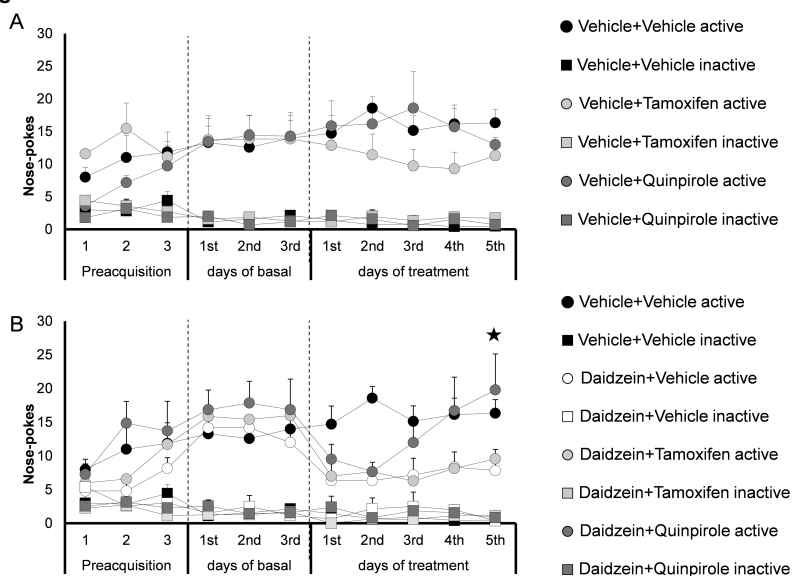 A
30
25
20
15
10
5
0
Nose-pokes
1 2 3 1st 2nd 3rd 1st 2nd 3rd 4th 5th
Preacquisition days of basal days of treatment
Vehicle+Vehicle active
Vehicle+Vehicle inactive
Vehicle+Tamoxifen active
Vehicle+Tamoxifen inactive
Vehicle+Quinpirole active
Vehicle+Quinpirole inactive
B
30
25
20
15
10
5
0
Nose-pokes
1 2 3 1st 2nd 3rd 1st 2nd 3rd 4th 5th
Preacquisition days of basal days of treatment
Vehicle+Vehicle active
Vehicle+Vehicle inactive
Daidzein+Vehicle active
Daidzein+Vehicle inactive
Daidzein+Tamoxifen active
Daidzein+Tamoxifen inactive
Daidzein+Quinpirole active
Daidzein+Quinpirole inactive